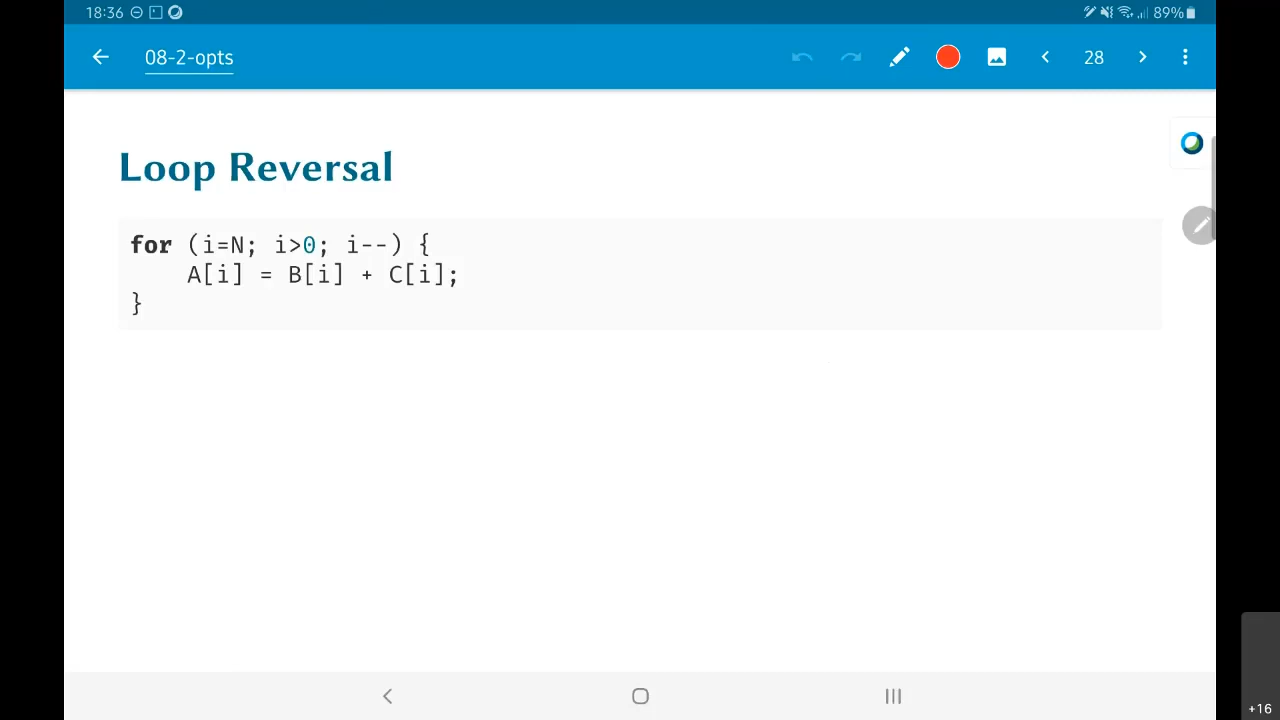 18:36
89%
08-2-opts
28
Loop Reversal
for (i=N; i>0; i--) {
A[i] = B[i] + C[i];
}
+16